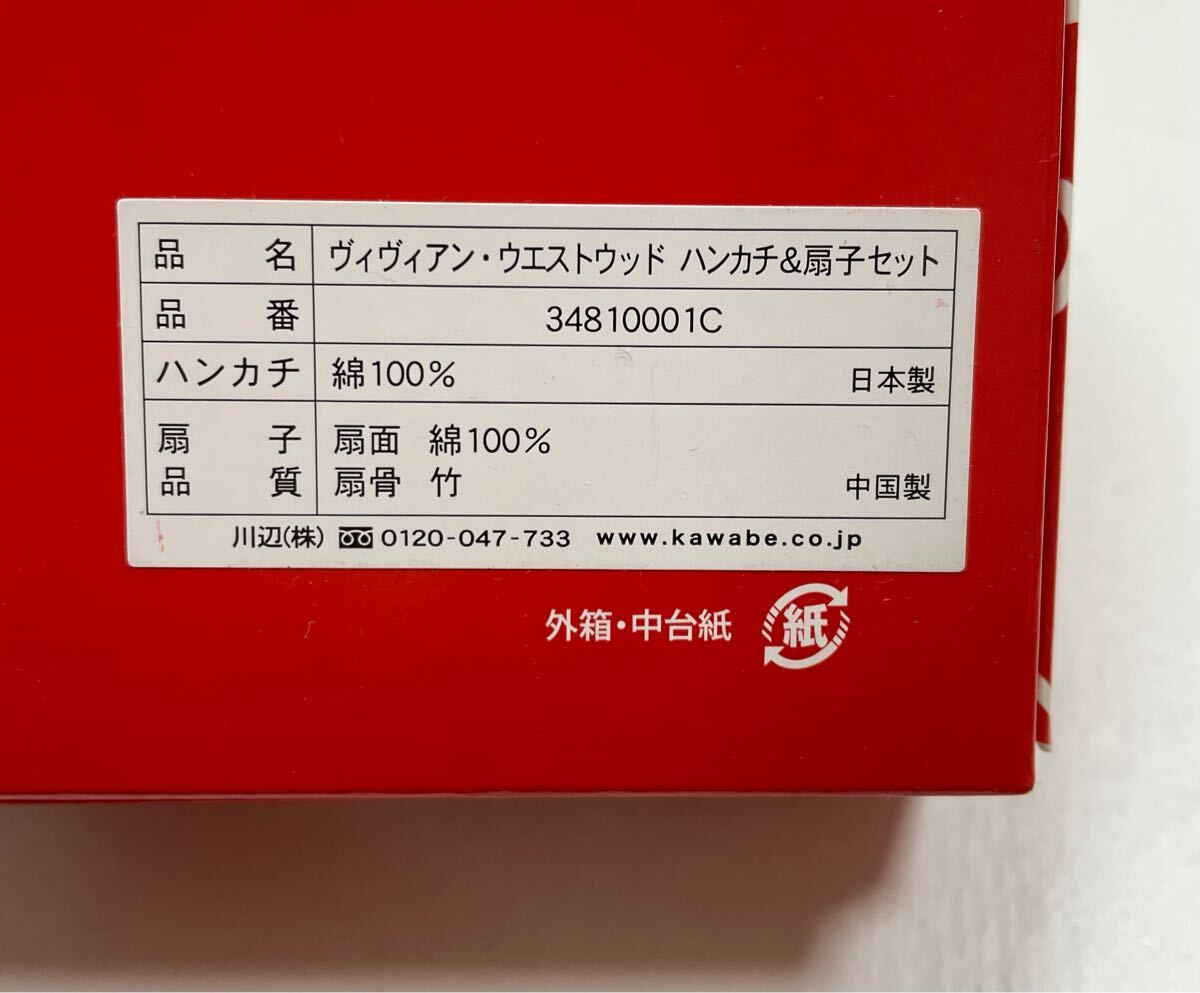 品名 ヴィヴィアン・ウエストウッド ハンカチ&扇子セット
品番 34810001C
ハンカチ 綿100% 日本製
扇子 扇面 綿100%
品質 扇骨 竹 中国製
川辺(株) 0120-047-733 www.kawabe.co.jp
外箱・中台紙 紙